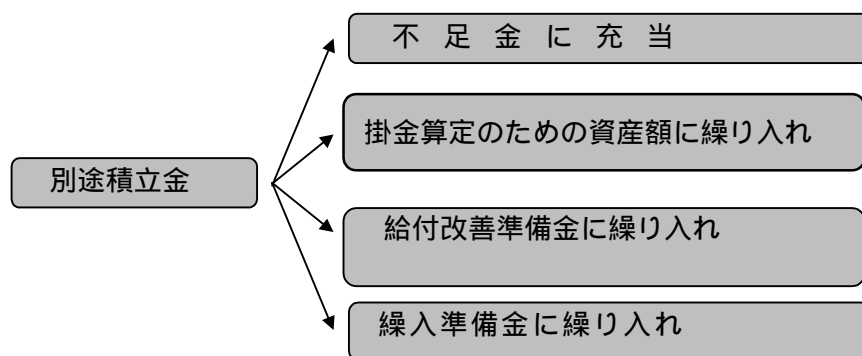 不足金に充当
掛金算定のための資産額に繰り入れ
別途積立金
給付改善準備金に繰り入れ
繰入準備金に繰り入れ